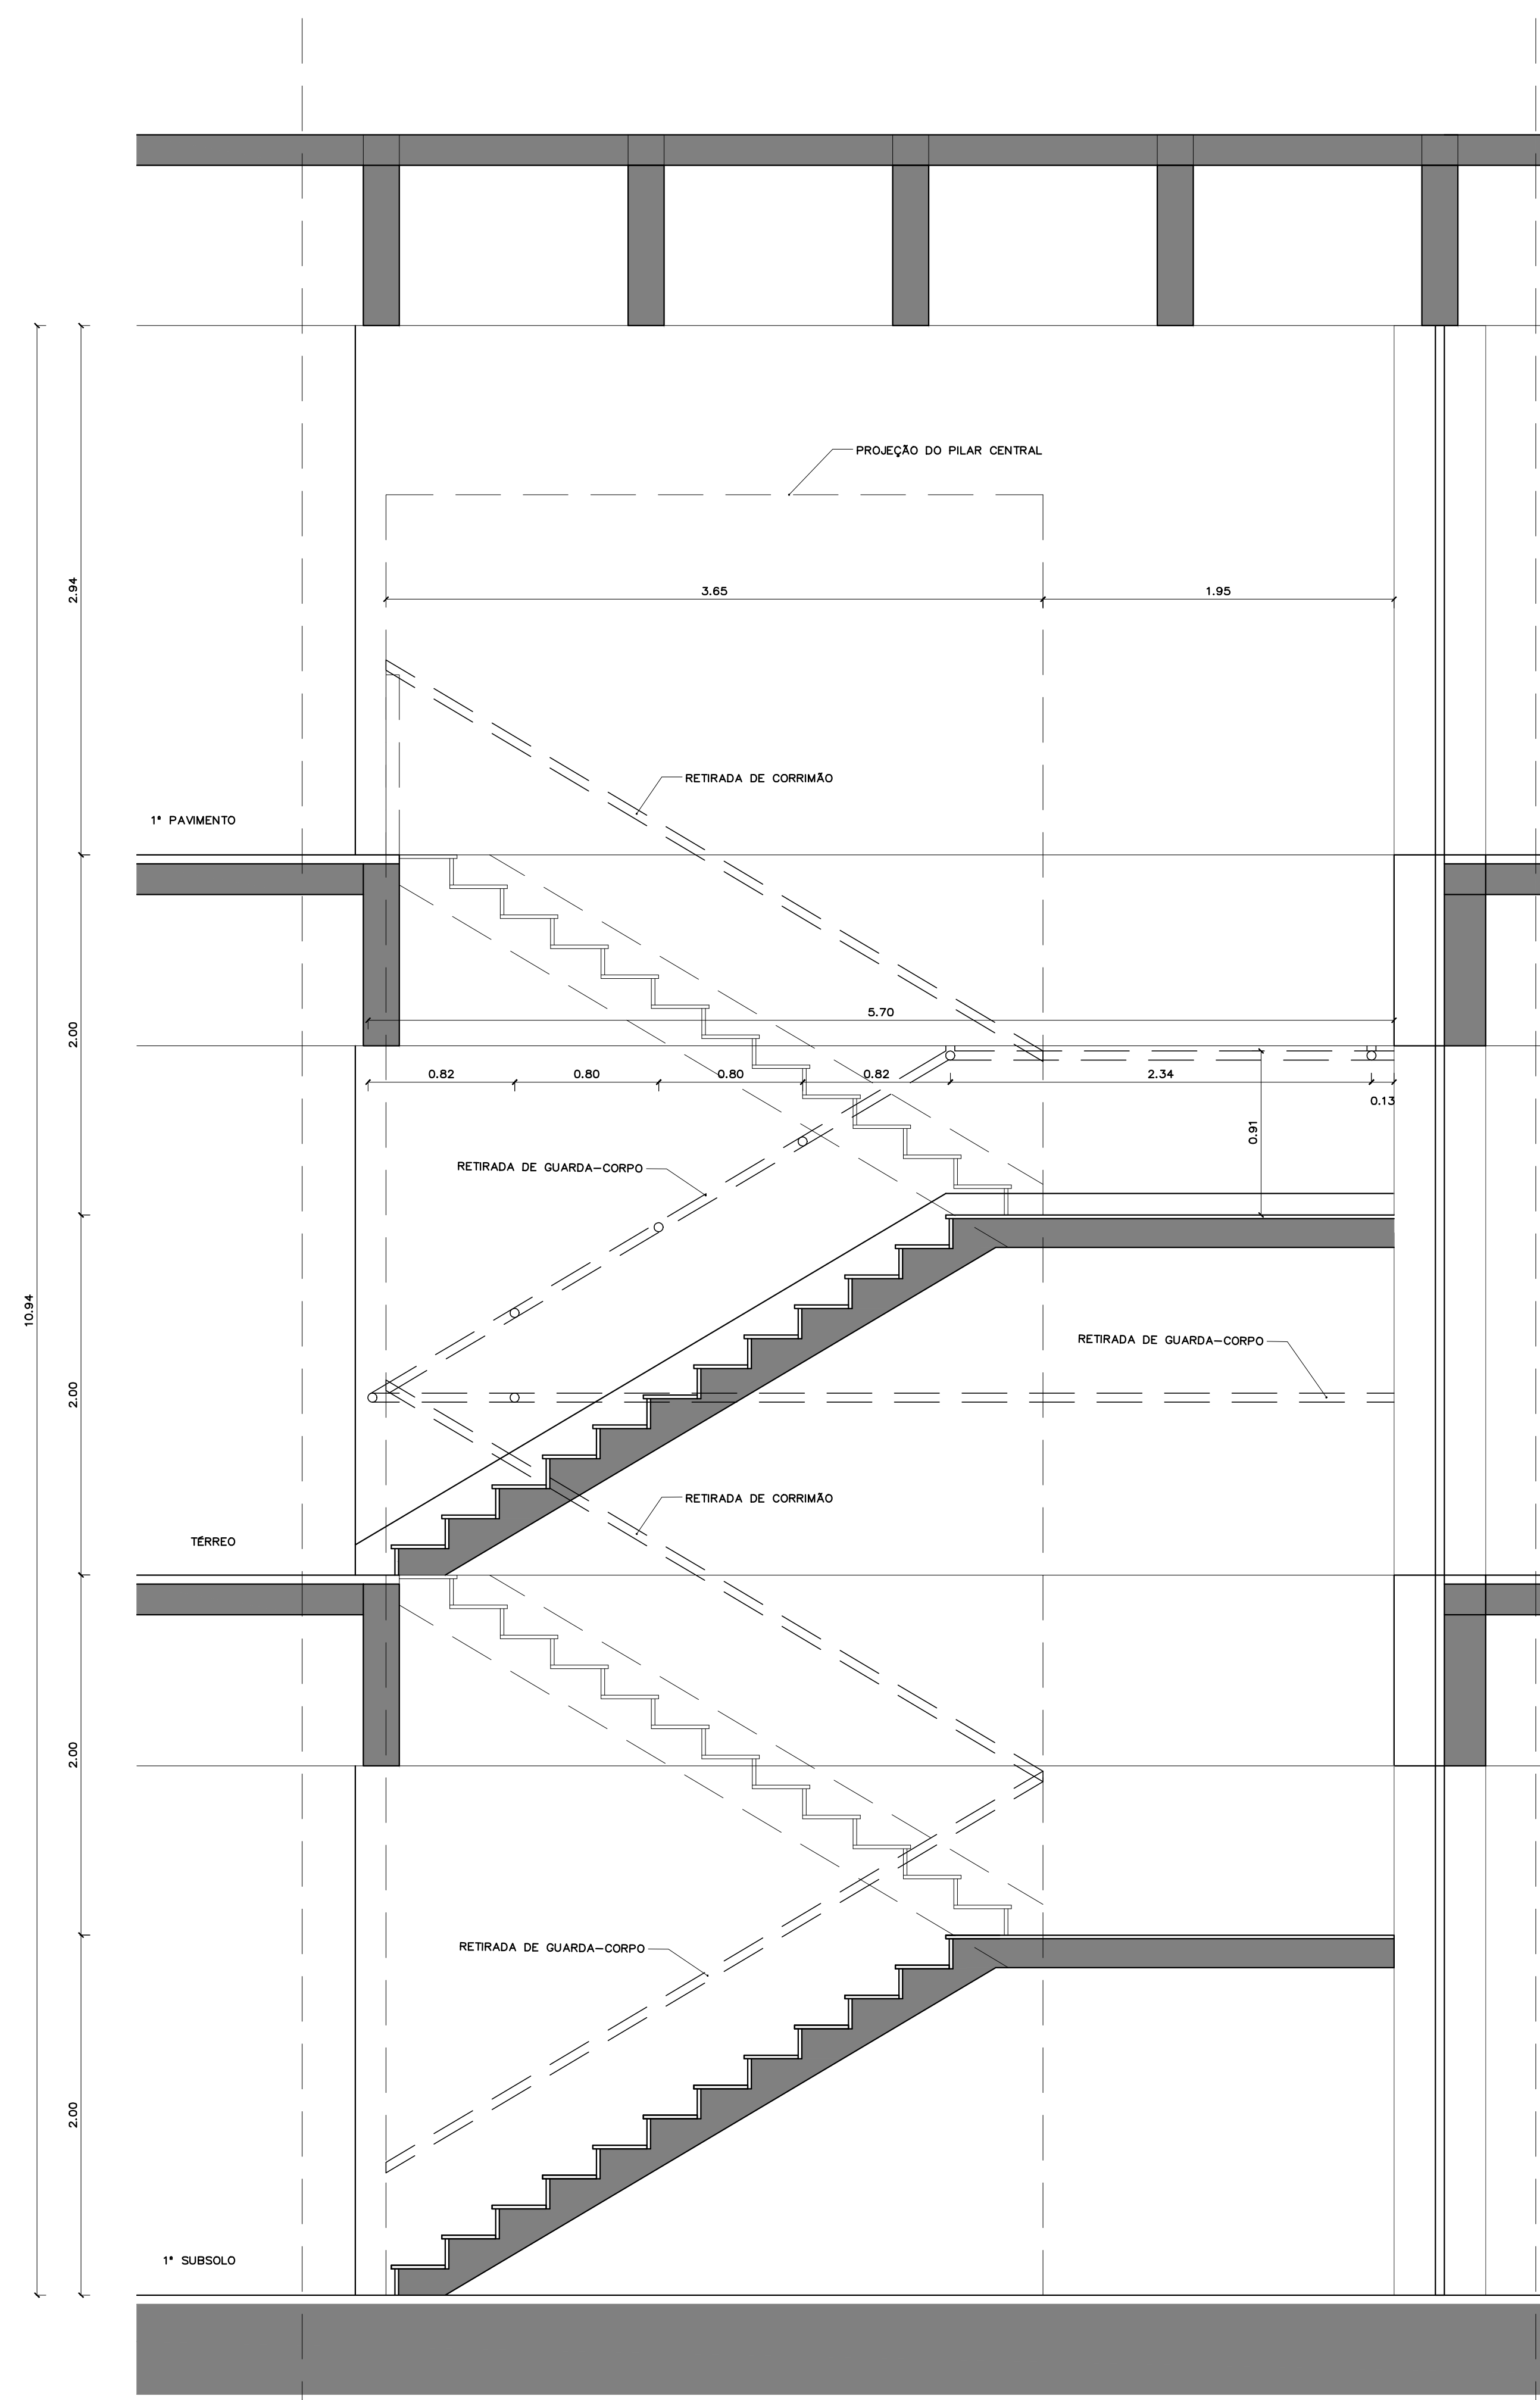 PROJEÇÃO DO PILAR CENTRAL
3.65
1.95
2.94
RETIRADA DE CORRIMÃO
1° PAVIMENTO
5.70
2.00
0.82
0.80
0.80
0.82
2.34
0.13
0.91
RETIRADA DE GUARDA-CORPO
10.94
RETIRADA DE GUARDA-CORPO
2.00
RETIRADA DE CORRIMÃO
TÉRREO
2.00
RETIRADA DE GUARDA-CORPO
2.00
1° SUBSOLO